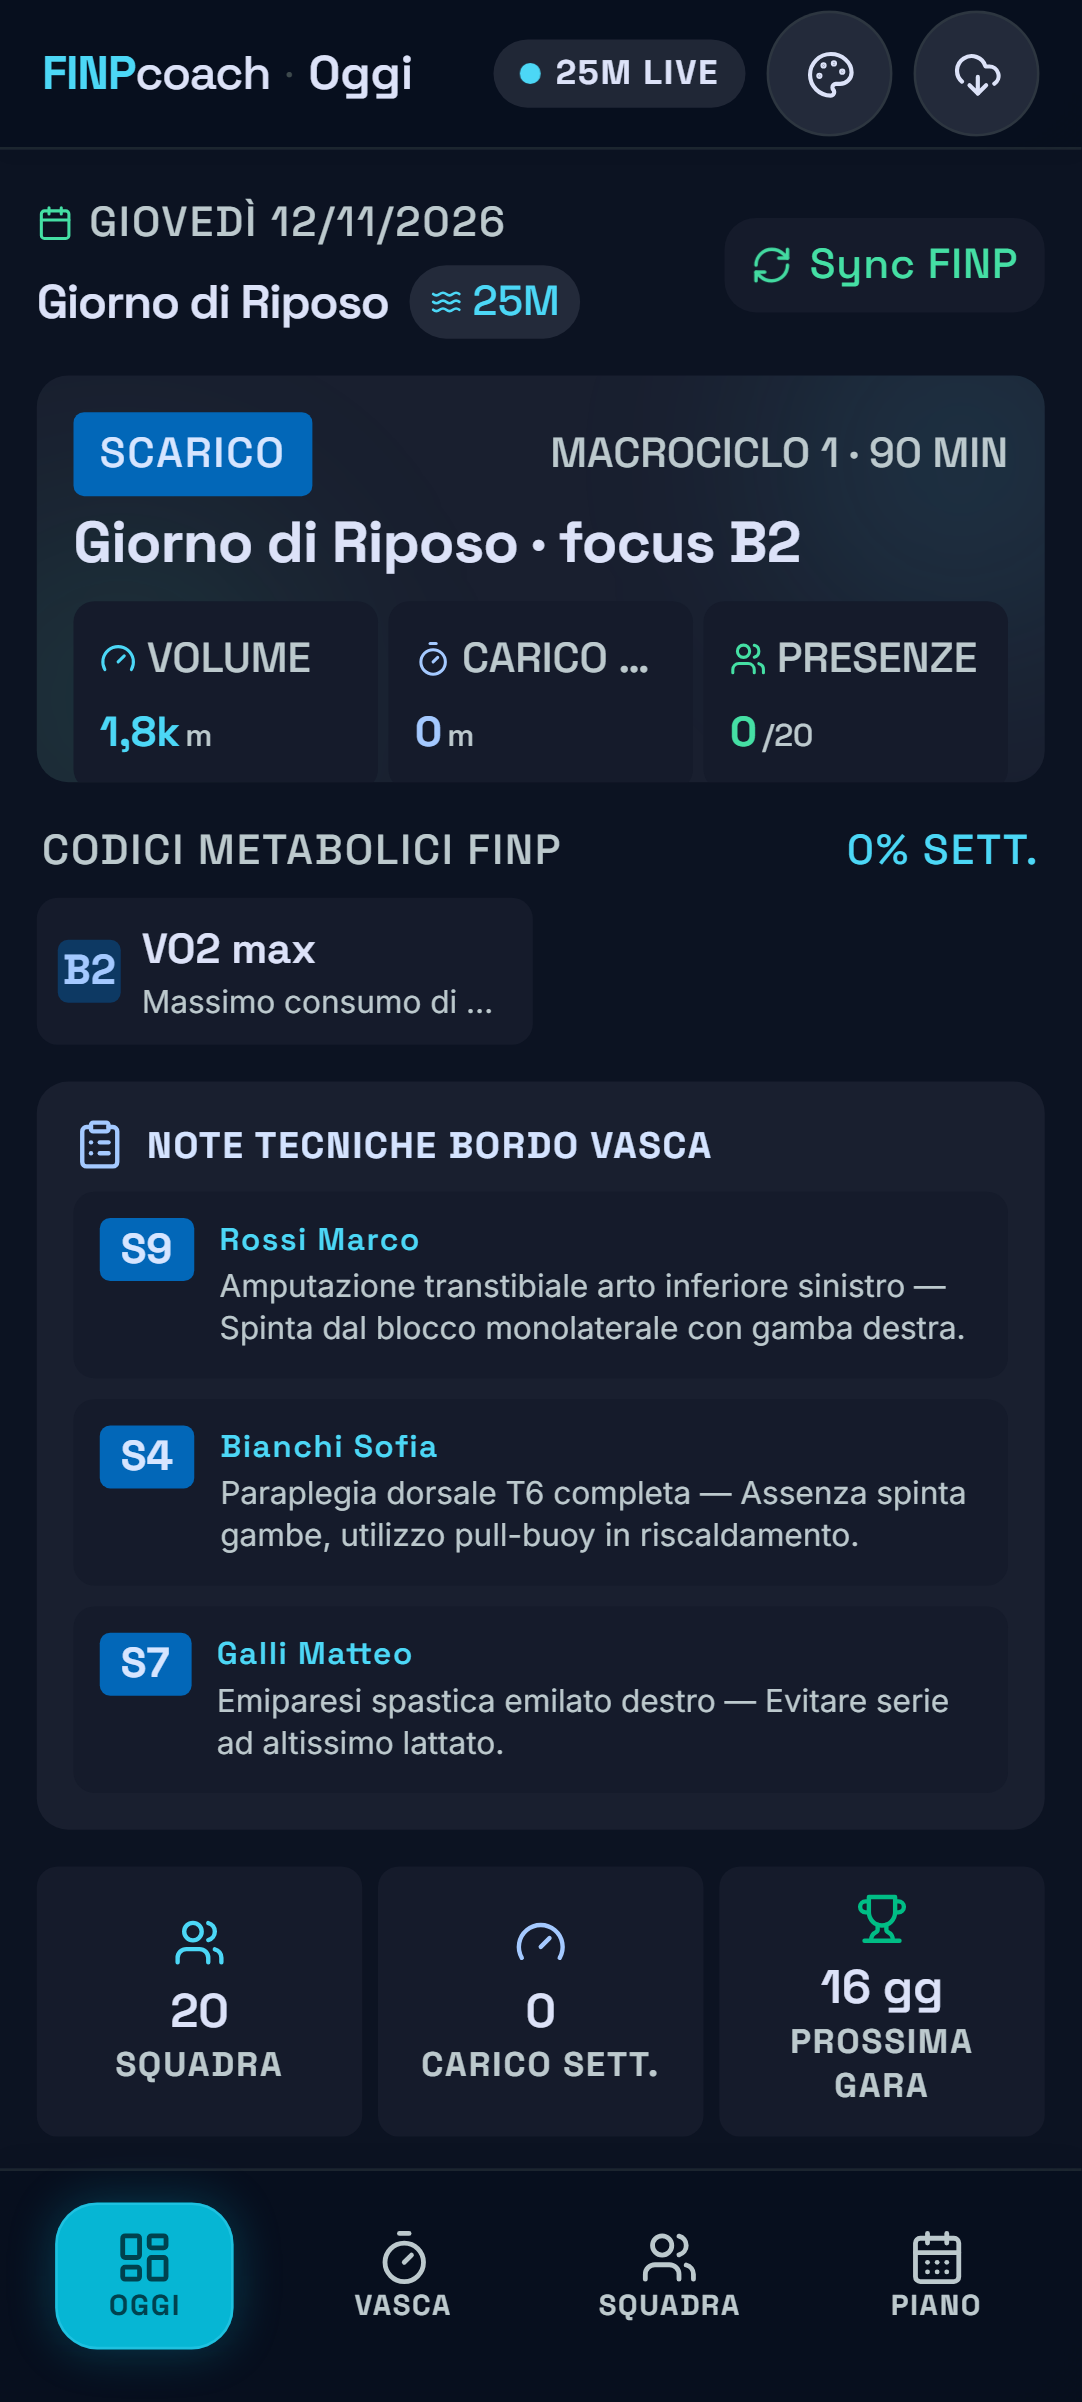 FINPcoach · Oggi
25M LIVE
GIOVEDÌ 12/11/2026
Sync FINP
Giorno di Riposo
25M
SCARICO
MACROCICLO 1 · 90 MIN
Giorno di Riposo · focus B2
VOLUME
CARICO ...
PRESENZE
1,8k m
0 m
0 /20
CODICI METABOLICI FINP
0% SETT.
B2
VO2 max
Massimo consumo di ...
NOTE TECNICHE BORDO VASCA
S9
Rossi Marco
Amputazione transtibiale arto inferiore sinistro —
Spinta dal blocco monolaterale con gamba destra.
S4
Bianchi Sofia
Paraplegia dorsale T6 completa — Assenza spinta
gambe, utilizzo pull-buoy in riscaldamento.
S7
Galli Matteo
Emiparesi spastica emilato destro — Evitare serie
ad altissimo lattato.
20
SQUADRA
0
CARICO SETT.
16 gg
PROSSIMA
GARA
OGGI
VASCA
SQUADRA
PIANO